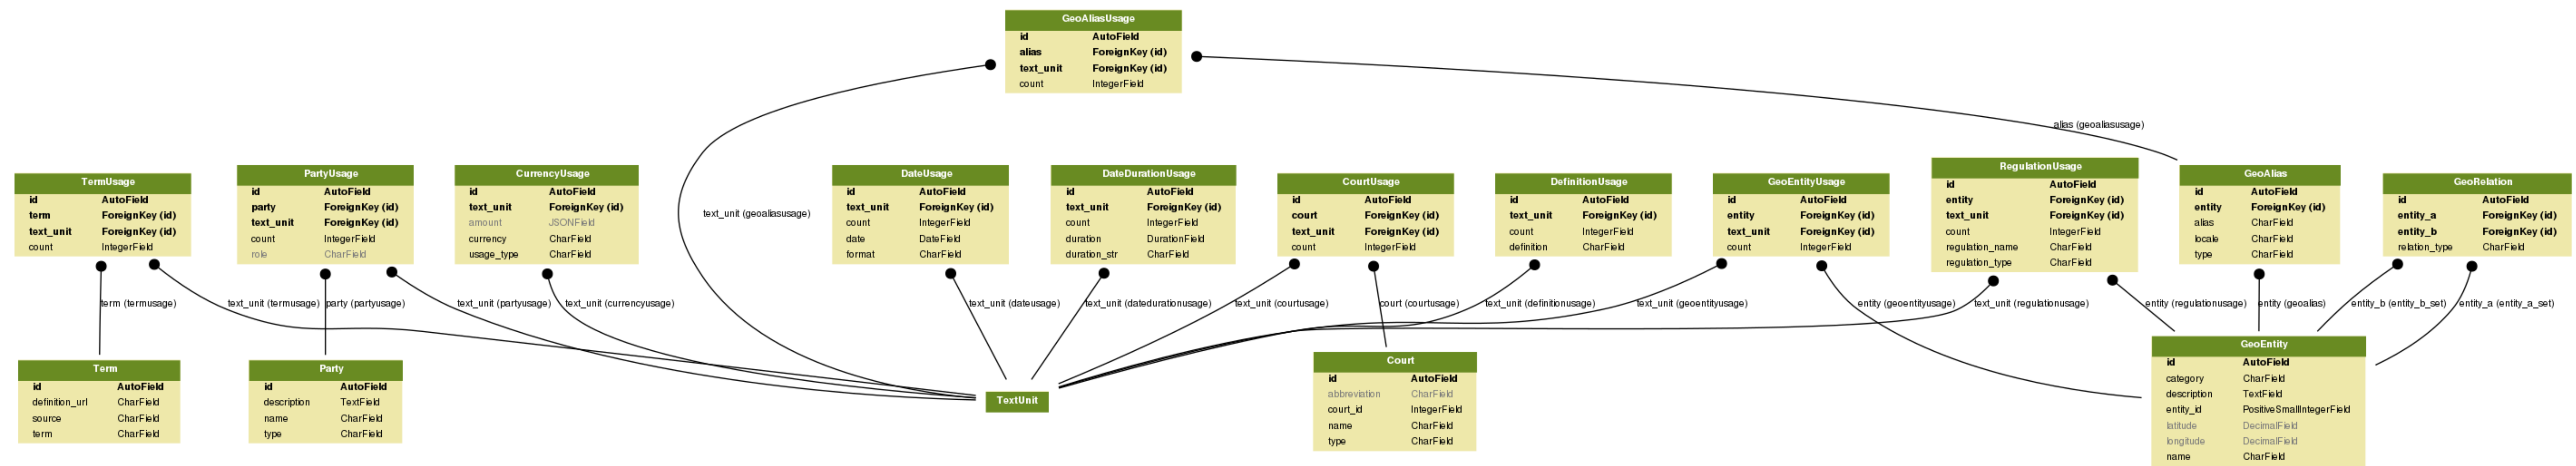 GeoAliasUsage
id AutoField
alias ForeignKey (id)
text_unit ForeignKey (id)
count IntegerField
alias (geoaliasusage)
text_unit (geoaliasusage)
TermUsage
id AutoField
term ForeignKey (id)
text_unit ForeignKey (id)
count IntegerField
PartyUsage
id AutoField
party ForeignKey (id)
text_unit ForeignKey (id)
count IntegerField
role CharField
CurrencyUsage
id AutoField
text_unit ForeignKey (id)
amount JSONField
currency CharField
usage_type CharField
DateUsage
id AutoField
text_unit ForeignKey (id)
count IntegerField
date DateField
format CharField
DateDurationUsage
id AutoField
text_unit ForeignKey (id)
count IntegerField
duration DurationField
duration_str CharField
CourtUsage
id AutoField
court ForeignKey (id)
text_unit ForeignKey (id)
count IntegerField
DefinitionUsage
id AutoField
text_unit ForeignKey (id)
count IntegerField
definition CharField
GeoEntityUsage
id AutoField
entity ForeignKey (id)
text_unit ForeignKey (id)
count IntegerField
RegulationUsage
id AutoField
entity ForeignKey (id)
text_unit ForeignKey (id)
count IntegerField
regulation_name CharField
regulation_type CharField
GeoAlias
id AutoField
entity ForeignKey (id)
alias CharField
locale CharField
type CharField
GeoRelation
id AutoField
entity_a ForeignKey (id)
entity_b ForeignKey (id)
relation_type CharField
term (termusage)
text_unit (termusage)
party (partyusage)
text_unit (partyusage)
text_unit (currencyusage)
text_unit (dateusage)
text_unit (datedurationusage)
text_unit (courtusage)
court (courtusage)
text_unit (definitionusage)
text_unit (geoentityusage)
entity (geoentityusage)
text_unit (regulationusage)
entity (regulationusage)
entity (geoalias)
entity_b (entity_b_set)
entity_a (entity_a_set)
Term
id AutoField
definition_url CharField
source CharField
term CharField
Party
id AutoField
description TextField
name CharField
type CharField
TextUnit
Court
id AutoField
abbreviation CharField
court_id IntegerField
name CharField
type CharField
GeoEntity
id AutoField
category CharField
description TextField
entity_id PositiveSmallIntegerField
latitude DecimalField
longitude DecimalField
name CharField